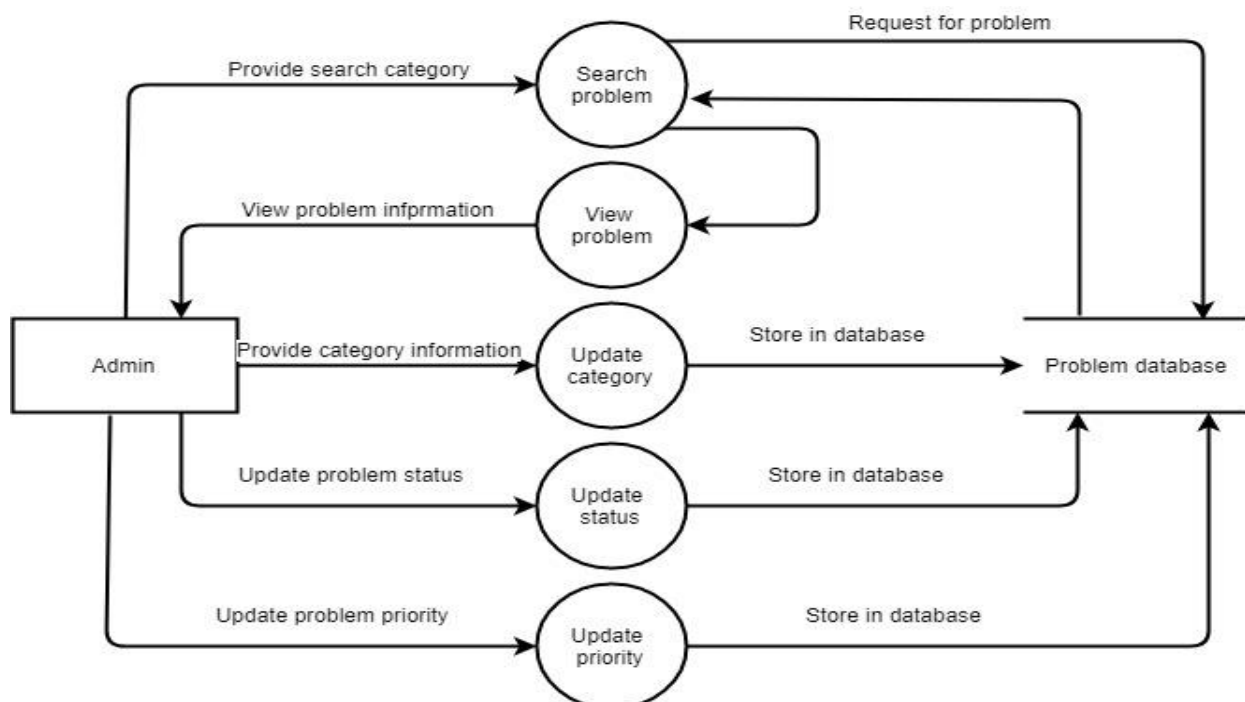 Request for problem
Provide search category
Search
problem
View problem infprmation
View
problem
Admin
Provide category information
Update
category
Store in database
Problem database
Update problem status
Update
status
Store in database
Update problem priority
Update
priority
Store in database